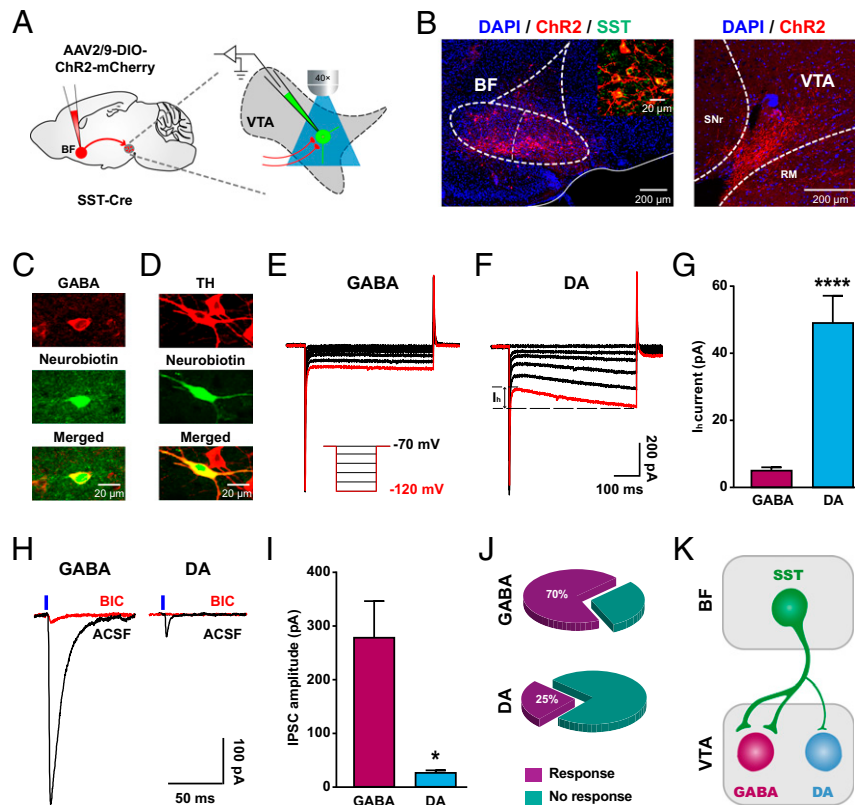 A
AAV2/9-DIO-
ChR2-mCherry
BF
SST-Cre
VTA
40×
B
DAPI / ChR2 / SST
BF
20 µm
200 µm
DAPI / ChR2
VTA
SNr
RM
200 µm
C
GABA
Neurobiotin
Merged
20 µm
D
TH
Neurobiotin
Merged
20 µm
E
GABA
-70 mV
-120 mV
F
DA
Ih
200 pA
100 ms
G
****
Ih current (pA)
60
40
20
0
GABA
DA
H
GABA
DA
BIC
ACSF
BIC
ACSF
100 pA
50 ms
I
IPSC amplitude (pA)
400
300
200
100
0
*
GABA
DA
J
GABA
70%
DA
25%
Response
No response
K
BF
SST
VTA
GABA
DA